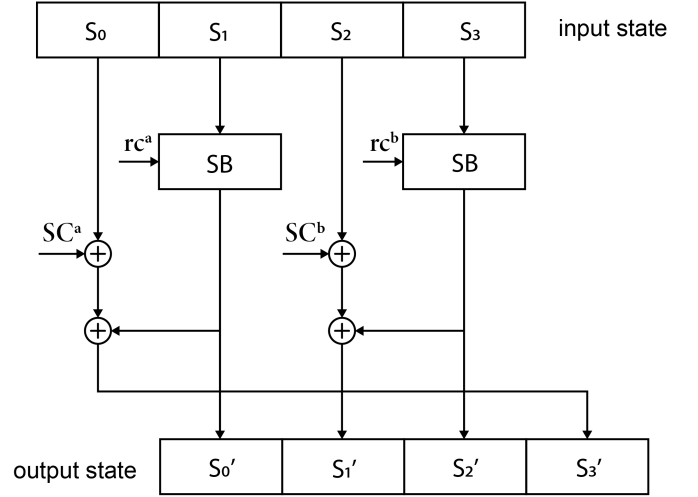 S₀ S₁ S₂ S₃ input state
rcᵃ rcᵇ
SB SB
SCᵃ SCᵇ
output state S₀′ S₁′ S₂′ S₃′